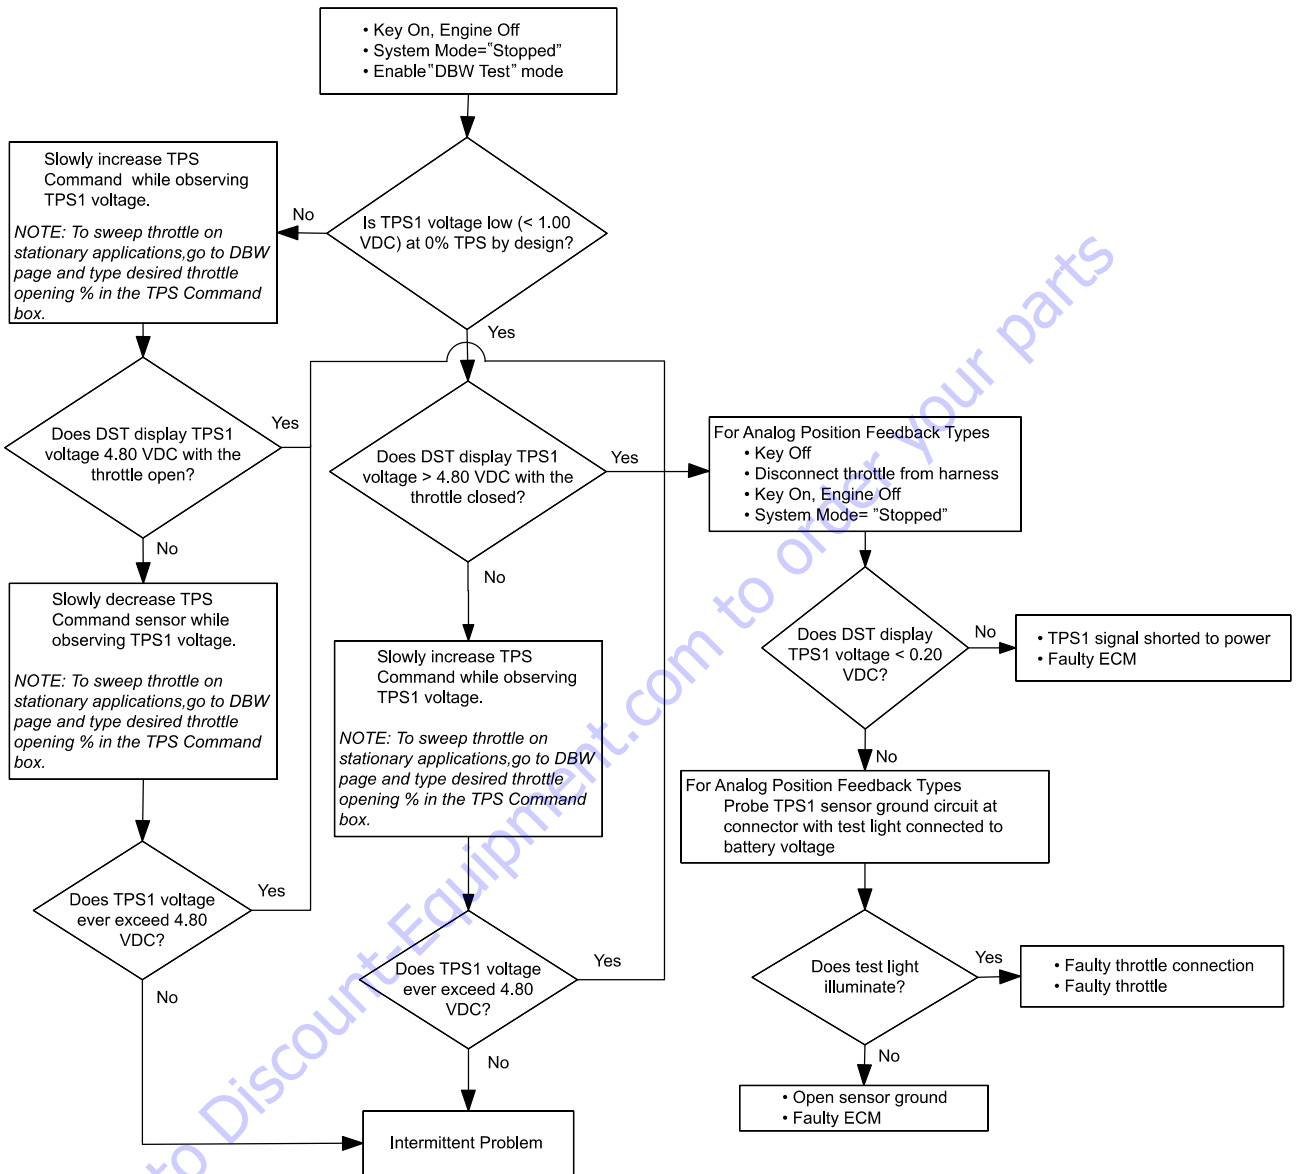 • Key On, Engine Off
• System Mode="Stopped"
• Enable"DBW Test" mode
Slowly increase TPS
Command while observing
TPS1 voltage.
NOTE: To sweep throttle on
stationary applications,go to DBW
page and type desired throttle
opening % in the TPS Command
box.
No
Is TPS1 voltage low (< 1.00
VDC) at 0% TPS by design?
Yes
Does DST display TPS1
voltage 4.80 VDC with the
throttle open?
Yes
No
Does DST display TPS1
voltage > 4.80 VDC with the
throttle closed?
Yes
No
For Analog Position Feedback Types
• Key Off
• Disconnect throttle from harness
• Key On, Engine Off
• System Mode= "Stopped"
Slowly decrease TPS
Command sensor while
observing TPS1 voltage.
NOTE: To sweep throttle on
stationary applications,go to DBW
page and type desired throttle
opening % in the TPS Command
box.
Slowly increase TPS
Command while observing
TPS1 voltage.
NOTE: To sweep throttle on
stationary applications,go to DBW
page and type desired throttle
opening % in the TPS Command
box.
Does DST display
TPS1 voltage < 0.20
VDC?
No
• TPS1 signal shorted to power
• Faulty ECM
No
For Analog Position Feedback Types
Probe TPS1 sensor ground circuit at
connector with test light connected to
battery voltage
Does TPS1 voltage
ever exceed 4.80
VDC?
Yes
No
Does TPS1 voltage
ever exceed 4.80
VDC?
Yes
No
Does test light
illuminate?
Yes
• Faulty throttle connection
• Faulty throttle
No
• Open sensor ground
• Faulty ECM
Intermittent Problem
to Discount-Equipment.com to order your parts